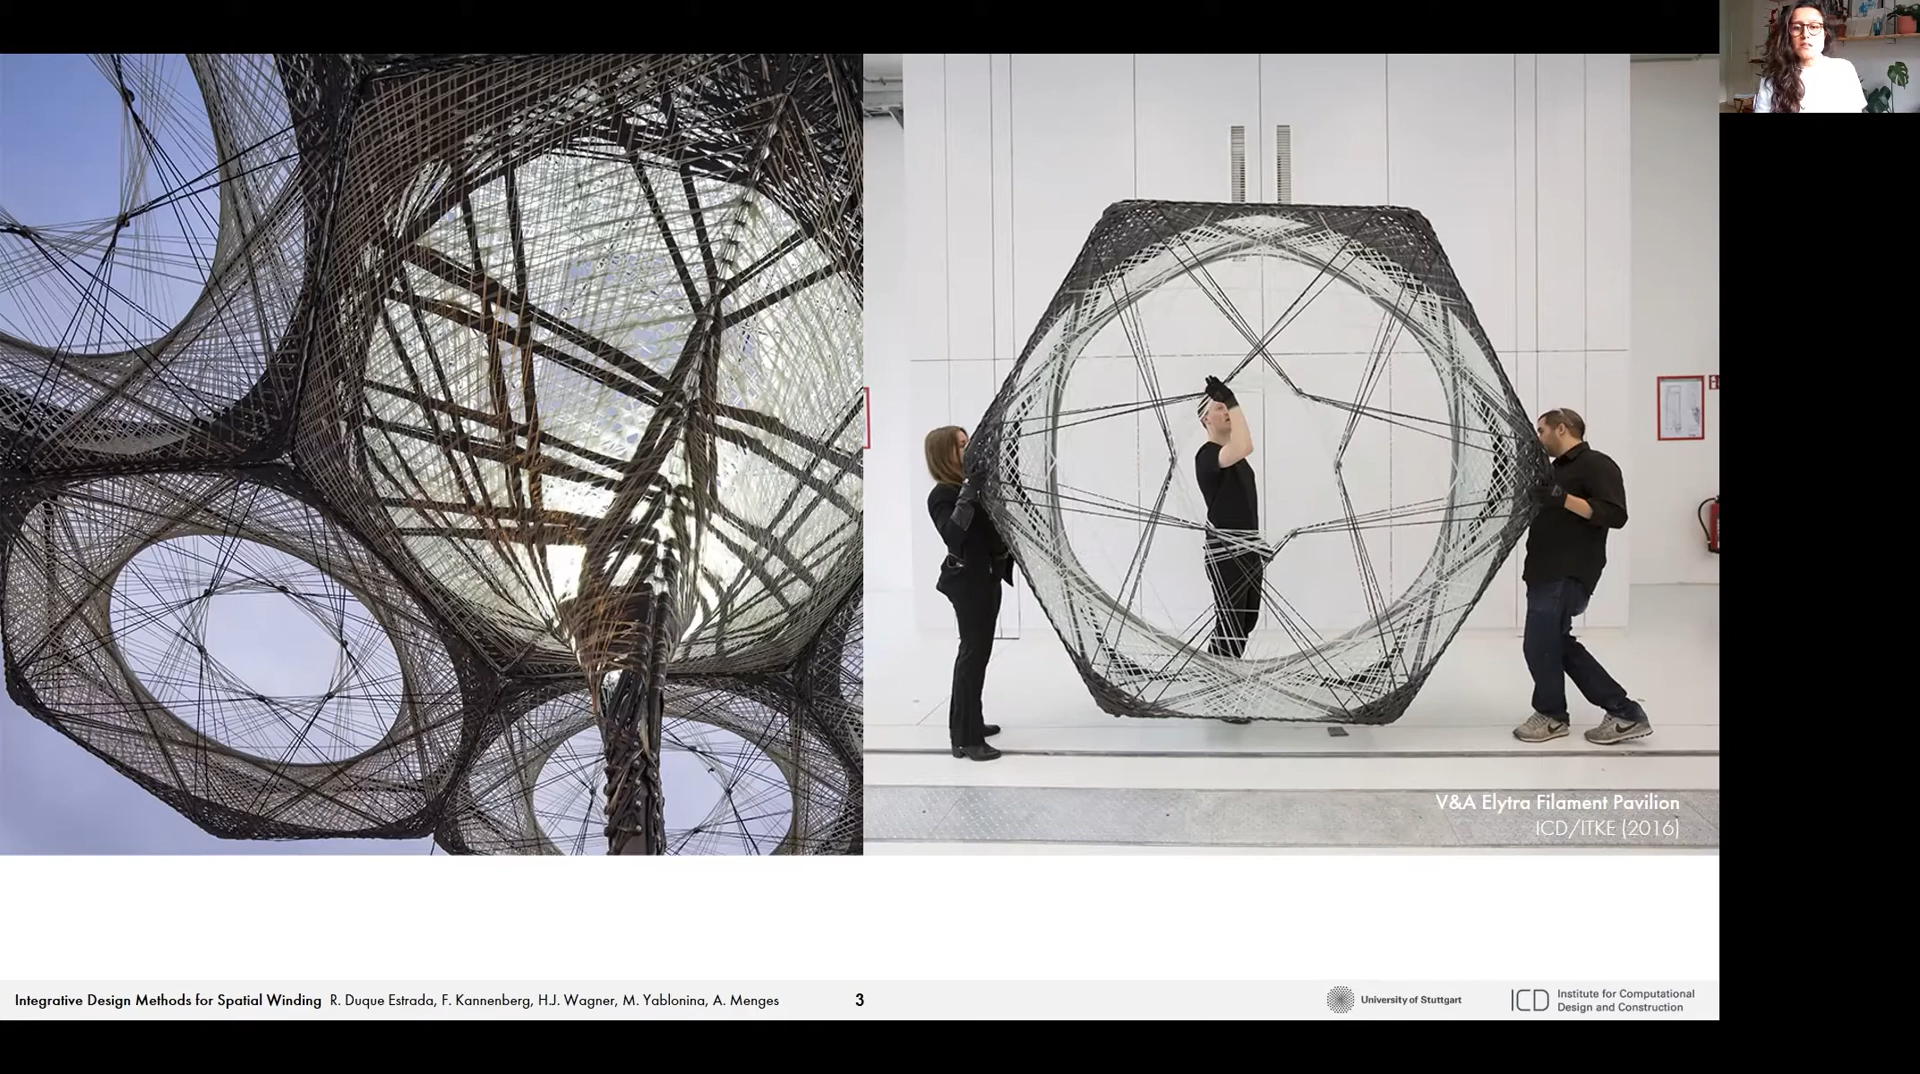 V&A Elytra Filament Pavilion
ICD/ITKE (2016)
Integrative Design Methods for Spatial Winding R. Duque Estrada, F. Kannenberg, H.J. Wagner, M. Yablonina, A. Menges 3
University of Stuttgart
ICD Institute for Computational
Design and Construction